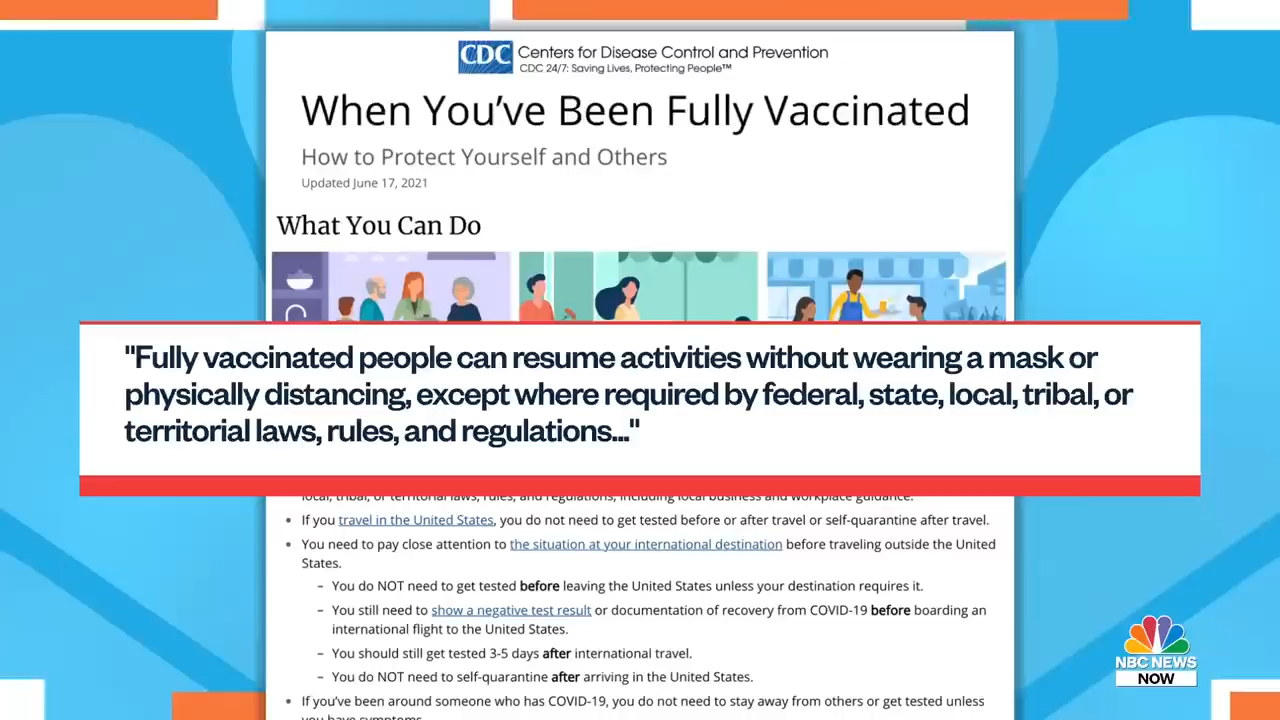 CDC Centers for Disease Control and Prevention
CDC 24/7: Saving Lives, Protecting People™
When You've Been Fully Vaccinated
How to Protect Yourself and Others
Updated June 17, 2021
What You Can Do
"Fully vaccinated people can resume activities without wearing a mask or
physically distancing, except where required by federal, state, local, tribal, or
territorial laws, rules, and regulations..."
local, tribal, or territorial laws, rules, and regulations, including local business and workplace guidance.
• If you travel in the United States, you do not need to get tested before or after travel or self-quarantine after travel.
• You need to pay close attention to the situation at your international destination before traveling outside the United
States.
– You do NOT need to get tested before leaving the United States unless your destination requires it.
– You still need to show a negative test result or documentation of recovery from COVID-19 before boarding an
international flight to the United States.
– You should still get tested 3-5 days after international travel.
– You do NOT need to self-quarantine after arriving in the United States.
• If you've been around someone who has COVID-19, you do not need to stay away from others or get tested unless
you have symptoms.
NBC NEWS
NOW